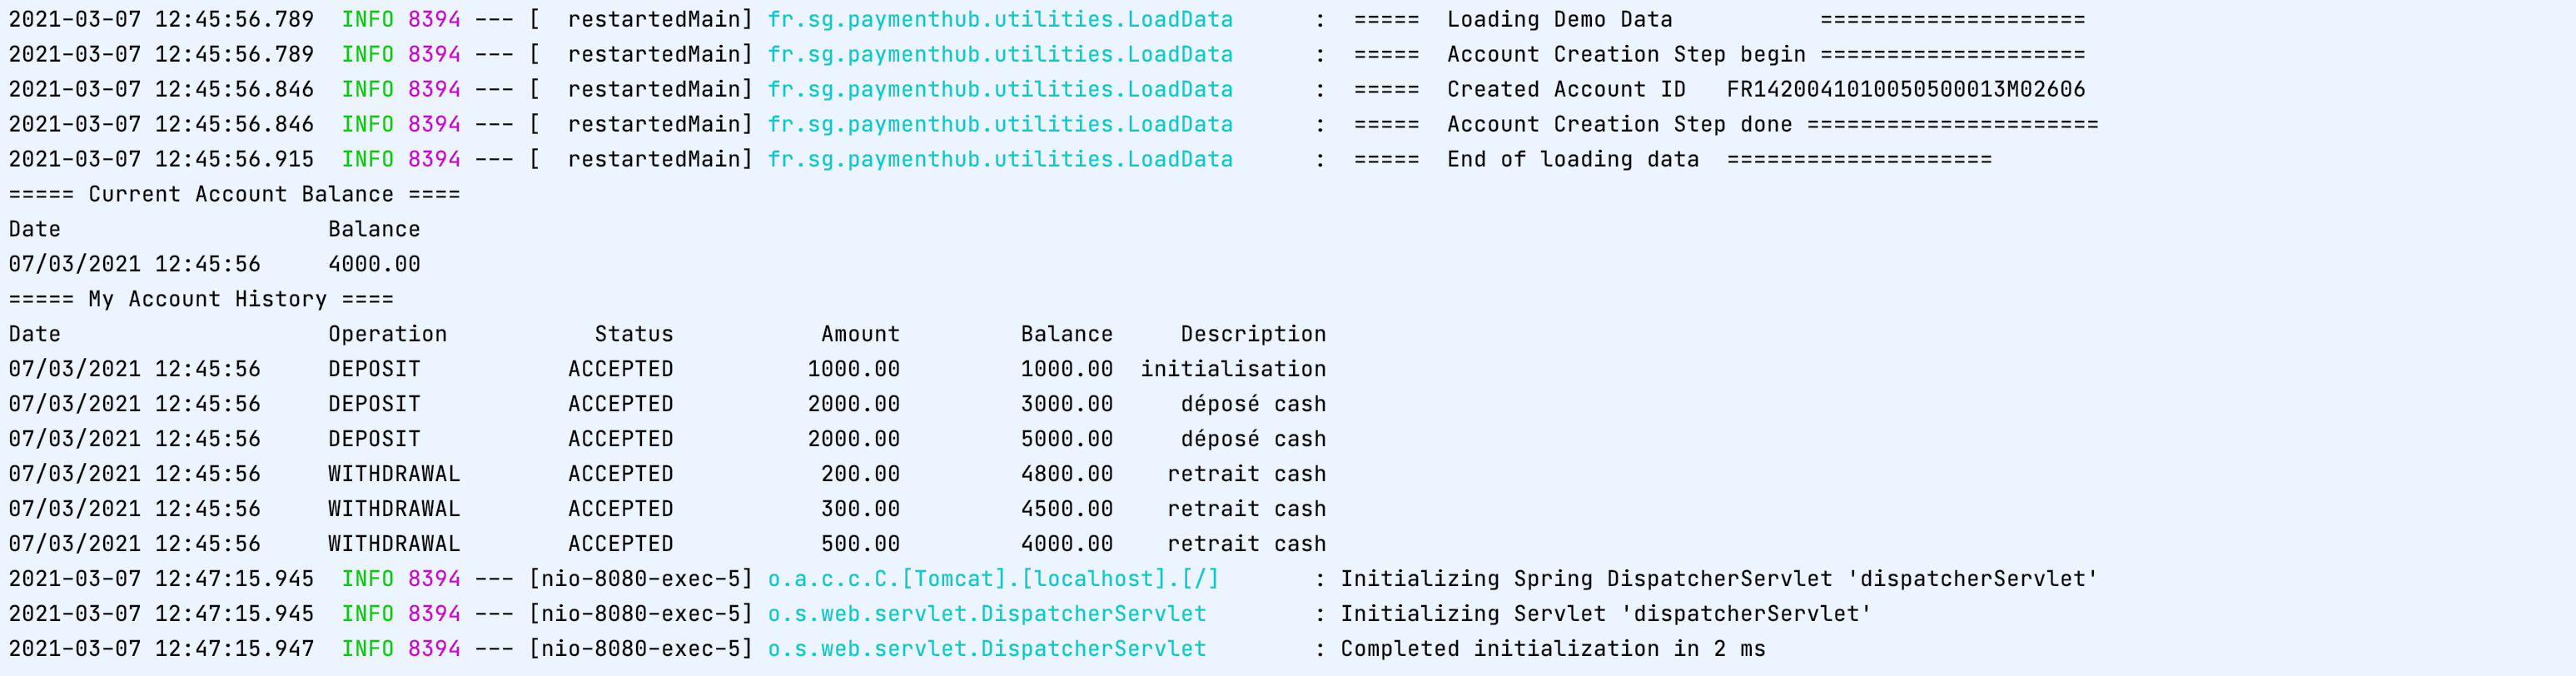 2021-03-07 12:45:56.789  INFO 8394 --- [  restartedMain] fr.sg.paymenthub.utilities.LoadData      :  =====  Loading Demo Data           ====================
2021-03-07 12:45:56.789  INFO 8394 --- [  restartedMain] fr.sg.paymenthub.utilities.LoadData      :  =====  Account Creation Step begin ====================
2021-03-07 12:45:56.846  INFO 8394 --- [  restartedMain] fr.sg.paymenthub.utilities.LoadData      :  =====  Created Account ID   FR1420041010050500013M02606
2021-03-07 12:45:56.846  INFO 8394 --- [  restartedMain] fr.sg.paymenthub.utilities.LoadData      :  =====  Account Creation Step done ======================
2021-03-07 12:45:56.915  INFO 8394 --- [  restartedMain] fr.sg.paymenthub.utilities.LoadData      :  =====  End of loading data  ====================
===== Current Account Balance ====
Date                    Balance
07/03/2021 12:45:56     4000.00
===== My Account History ====
Date                    Operation           Status           Amount         Balance     Description
07/03/2021 12:45:56     DEPOSIT           ACCEPTED          1000.00         1000.00  initialisation
07/03/2021 12:45:56     DEPOSIT           ACCEPTED          2000.00         3000.00     déposé cash
07/03/2021 12:45:56     DEPOSIT           ACCEPTED          2000.00         5000.00     déposé cash
07/03/2021 12:45:56     WITHDRAWAL        ACCEPTED           200.00         4800.00    retrait cash
07/03/2021 12:45:56     WITHDRAWAL        ACCEPTED           300.00         4500.00    retrait cash
07/03/2021 12:45:56     WITHDRAWAL        ACCEPTED           500.00         4000.00    retrait cash
2021-03-07 12:47:15.945  INFO 8394 --- [nio-8080-exec-5] o.a.c.c.C.[Tomcat].[localhost].[/]       : Initializing Spring DispatcherServlet 'dispatcherServlet'
2021-03-07 12:47:15.945  INFO 8394 --- [nio-8080-exec-5] o.s.web.servlet.DispatcherServlet        : Initializing Servlet 'dispatcherServlet'
2021-03-07 12:47:15.947  INFO 8394 --- [nio-8080-exec-5] o.s.web.servlet.DispatcherServlet        : Completed initialization in 2 ms